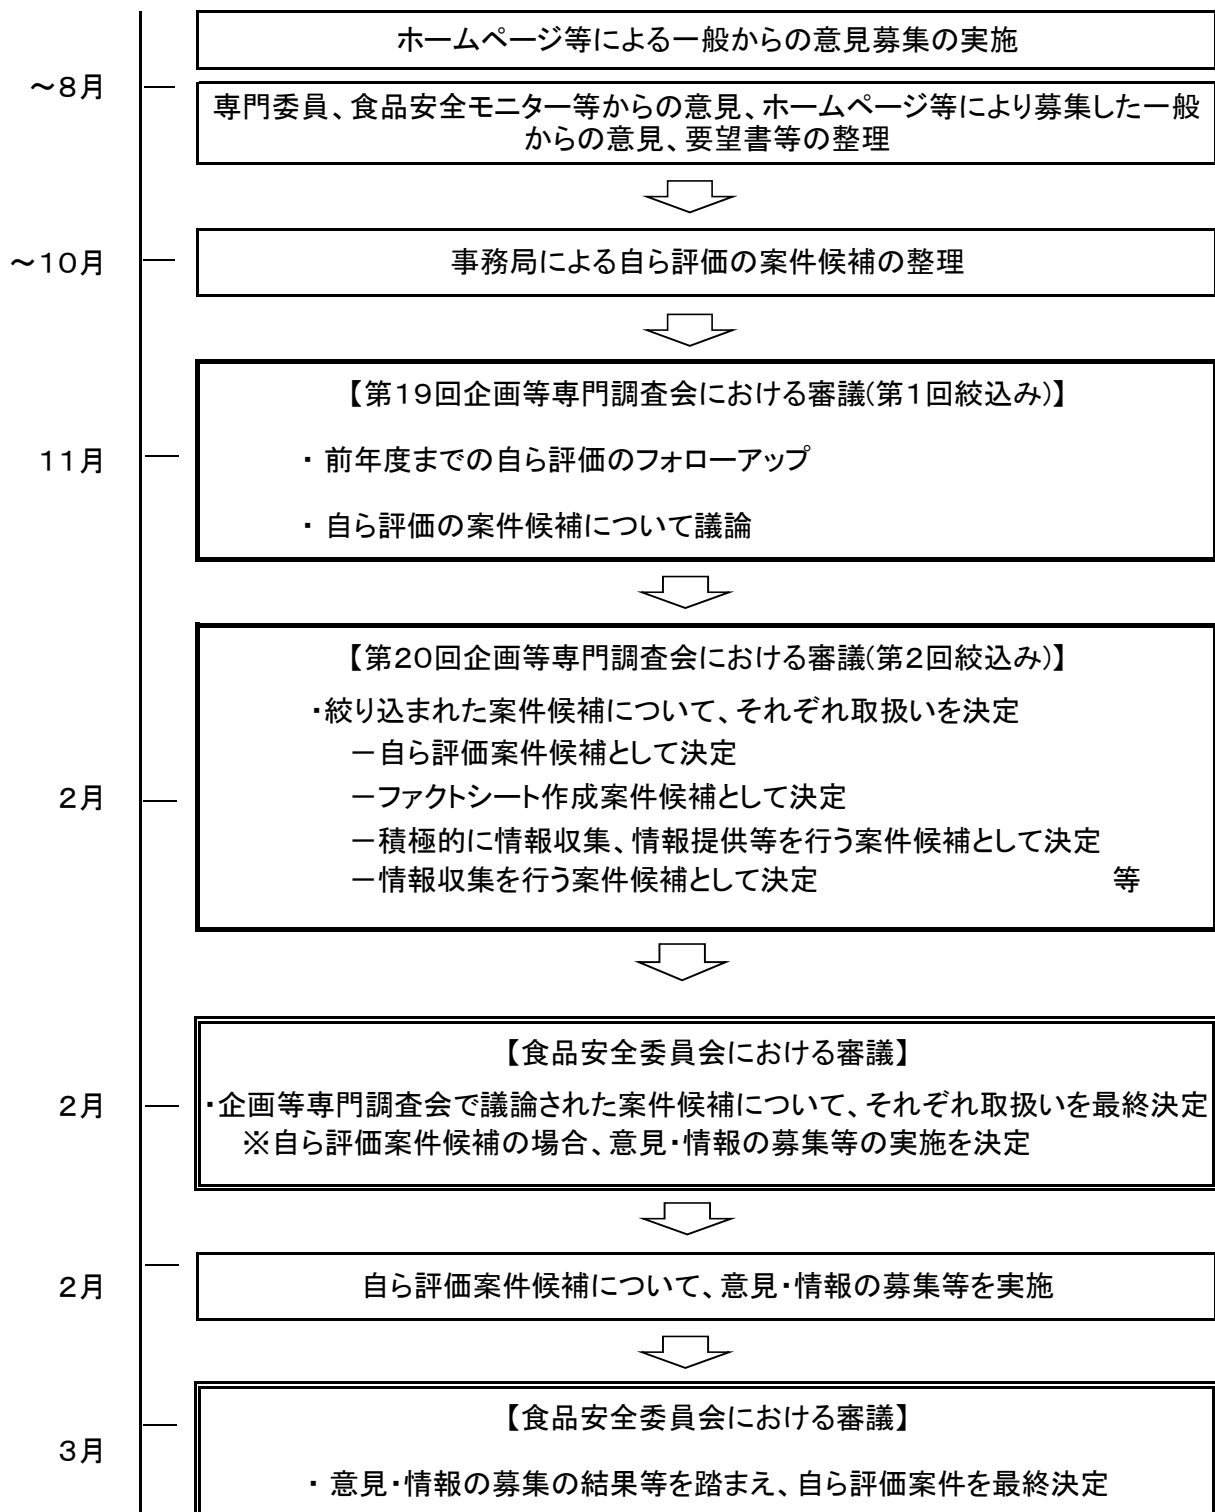 ホームページ等による一般からの意見募集の実施
～8月
専門委員、食品安全モニター等からの意見、ホームページ等により募集した一般
からの意見、要望書等の整理
～10月
事務局による自ら評価の案件候補の整理
【第19回企画等専門調査会における審議(第1回絞込み)】
11月
・ 前年度までの自ら評価のフォローアップ
・ 自ら評価の案件候補について議論
【第20回企画等専門調査会における審議(第2回絞込み)】
・絞り込まれた案件候補について、それぞれ取扱いを決定
－自ら評価案件候補として決定
2月
－ファクトシート作成案件候補として決定
－積極的に情報収集、情報提供等を行う案件候補として決定
－情報収集を行う案件候補として決定 等
【食品安全委員会における審議】
2月
・企画等専門調査会で議論された案件候補について、それぞれ取扱いを最終決定
※自ら評価案件候補の場合、意見・情報の募集等の実施を決定
2月
自ら評価案件候補について、意見・情報の募集等を実施
【食品安全委員会における審議】
3月
・ 意見・情報の募集の結果等を踏まえ、自ら評価案件を最終決定